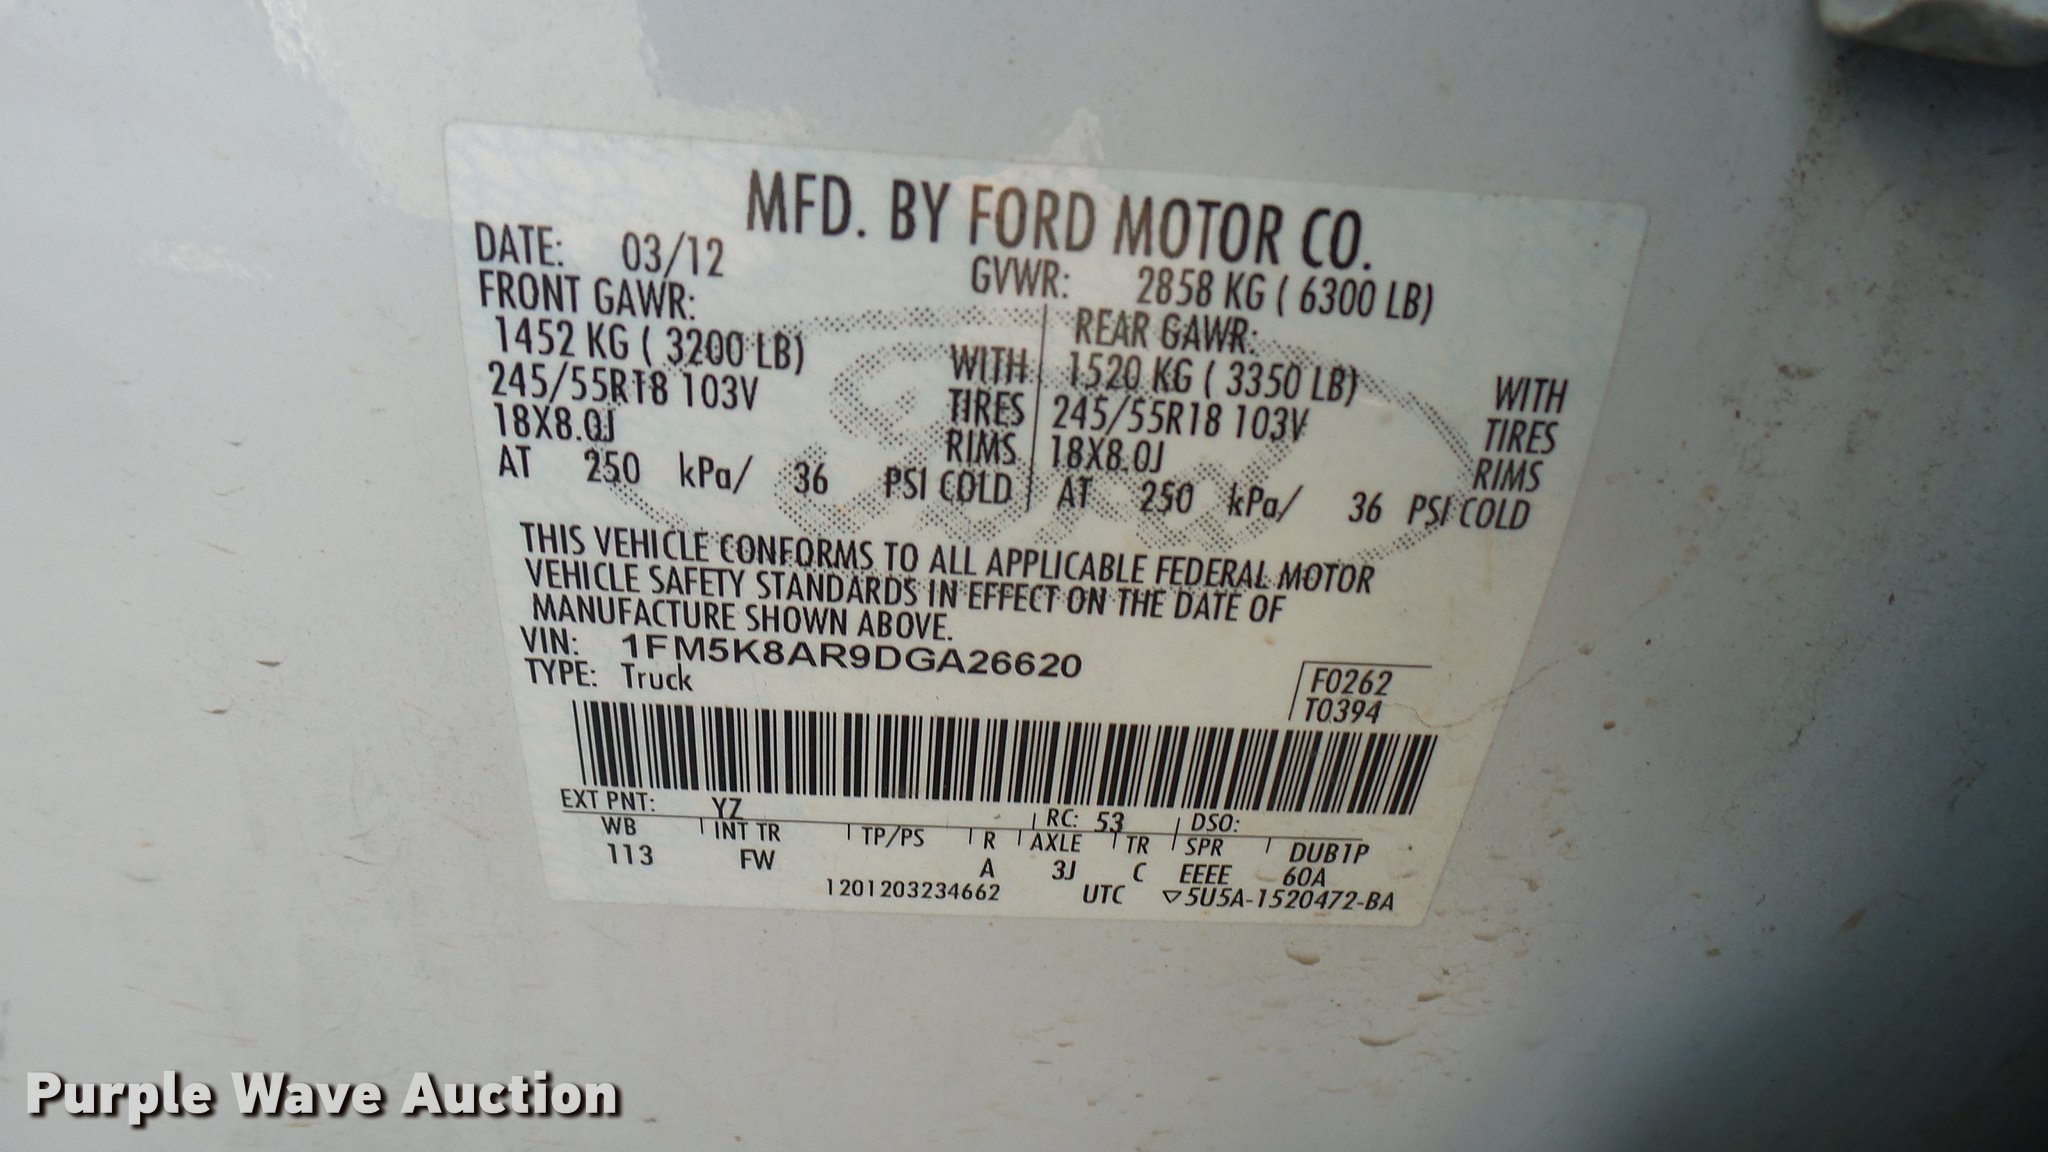 MFD. BY FORD MOTOR CO.
DATE: 03/12 GVWR: 2858 KG ( 6300 LB)
FRONT GAWR: REAR GAWR:
1452 KG ( 3200 LB) WITH 1520 KG ( 3350 LB) WITH
245/55R18 103V TIRES 245/55R18 103V TIRES
18X8.0J RIMS 18X8.0J RIMS
AT 250 kPa/ 36 PSI COLD AT 250 kPa/ 36 PSI COLD
THIS VEHICLE CONFORMS TO ALL APPLICABLE FEDERAL MOTOR
VEHICLE SAFETY STANDARDS IN EFFECT ON THE DATE OF
MANUFACTURE SHOWN ABOVE.
VIN: 1FM5K8AR9DGA26620
TYPE: Truck F0262
T0394
EXT PNT: YZ RC: 53 DSO:
WB INT TR TP/PS R AXLE TR SPR DUB1P
113 FW A 3J C EEEE 60A
1201203234662 UTC ▽5U5A-1520472-BA
Purple Wave Auction